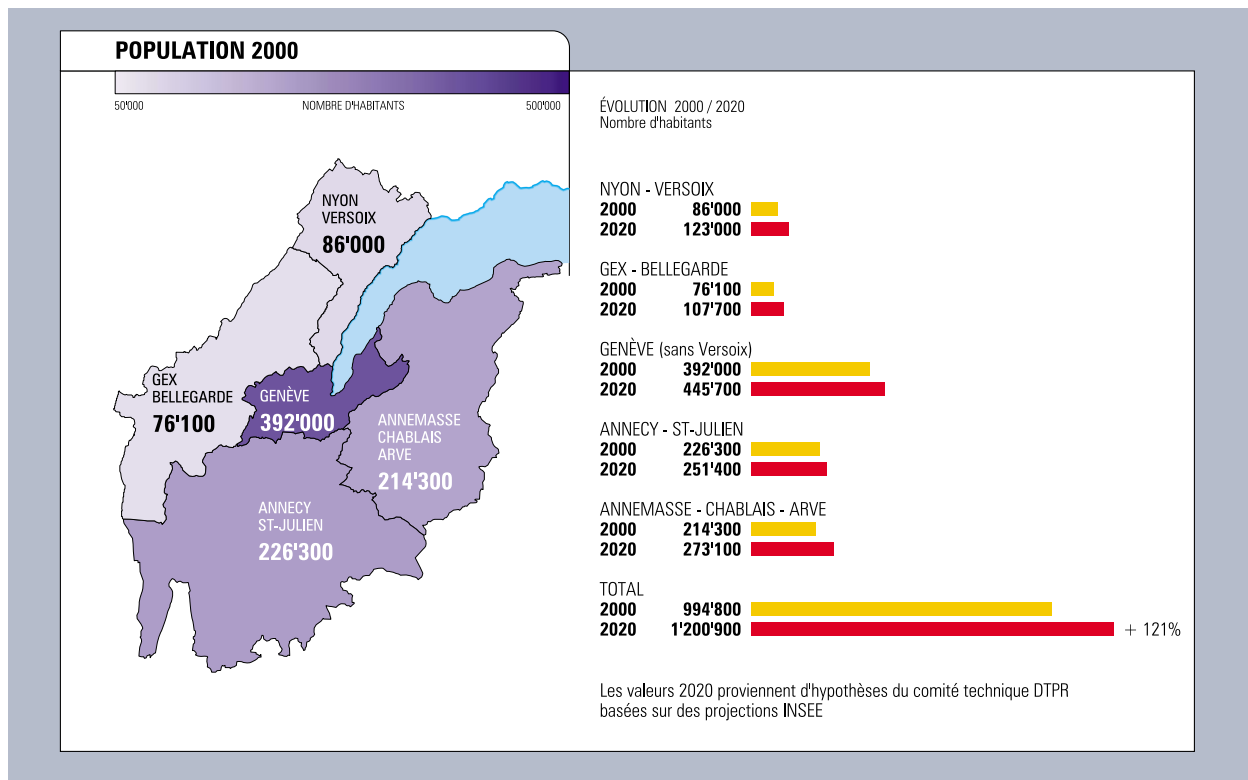 POPULATION 2000
50'000 NOMBRE D'HABITANTS 500'000
NYON
VERSOIX
86'000
GEX
BELLEGARDE
76'100
GENÈVE
392'000
ANNEMASSE
CHABLAIS
ARVE
214'300
ANNECY
ST-JULIEN
226'300
ÉVOLUTION 2000 / 2020
Nombre d'habitants
NYON - VERSOIX
2000 86'000
2020 123'000
GEX - BELLEGARDE
2000 76'100
2020 107'700
GENÈVE (sans Versoix)
2000 392'000
2020 445'700
ANNECY - ST-JULIEN
2000 226'300
2020 251'400
ANNEMASSE - CHABLAIS - ARVE
2000 214'300
2020 273'100
TOTAL
2000 994'800
2020 1'200'900 + 121%
Les valeurs 2020 proviennent d'hypothèses du comité technique DTPR
basées sur des projections INSEE